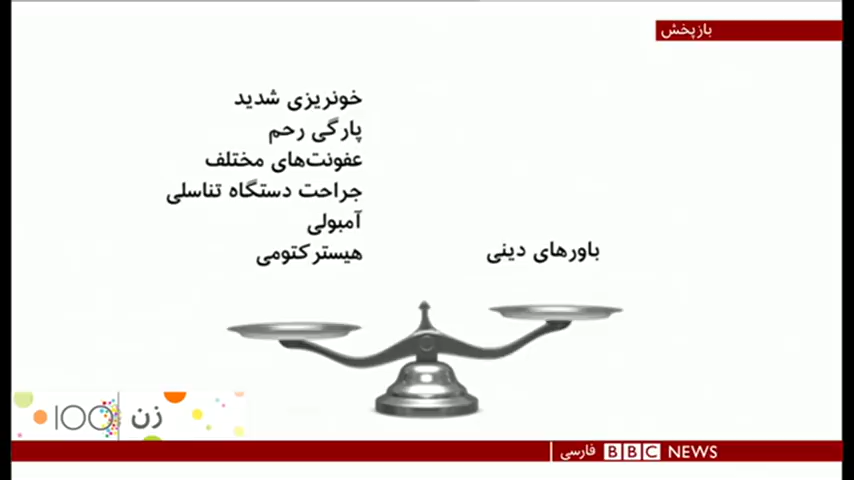 بازپخش
خونریزی شدید
پارگی رحم
عفونت‌های مختلف
جراحت دستگاه تناسلی
آمبولی
هیسترکتومی
باورهای دینی
100 زن
BBC NEWS فارسی